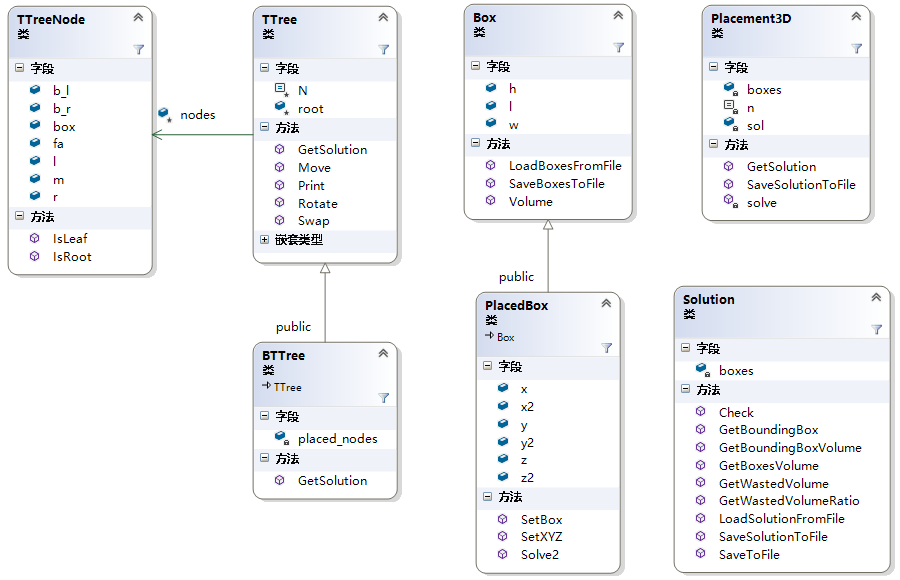 TTreeNode
类
字段
b_l
b_r
box
fa
l
m
r
方法
IsLeaf
IsRoot
nodes
TTree
类
字段
N
root
方法
GetSolution
Move
Print
Rotate
Swap
嵌套类型
public
BTTree
类
TTree
字段
placed_nodes
方法
GetSolution
Box
类
字段
h
l
w
方法
LoadBoxesFromFile
SaveBoxesToFile
Volume
public
PlacedBox
类
Box
字段
x
x2
y
y2
z
z2
方法
SetBox
SetXYZ
Solve2
Placement3D
类
字段
boxes
n
sol
方法
GetSolution
SaveSolutionToFile
solve
Solution
类
字段
boxes
方法
Check
GetBoundingBox
GetBoundingBoxVolume
GetBoxesVolume
GetWastedVolume
GetWastedVolumeRatio
LoadSolutionFromFile
SaveSolutionToFile
SaveToFile